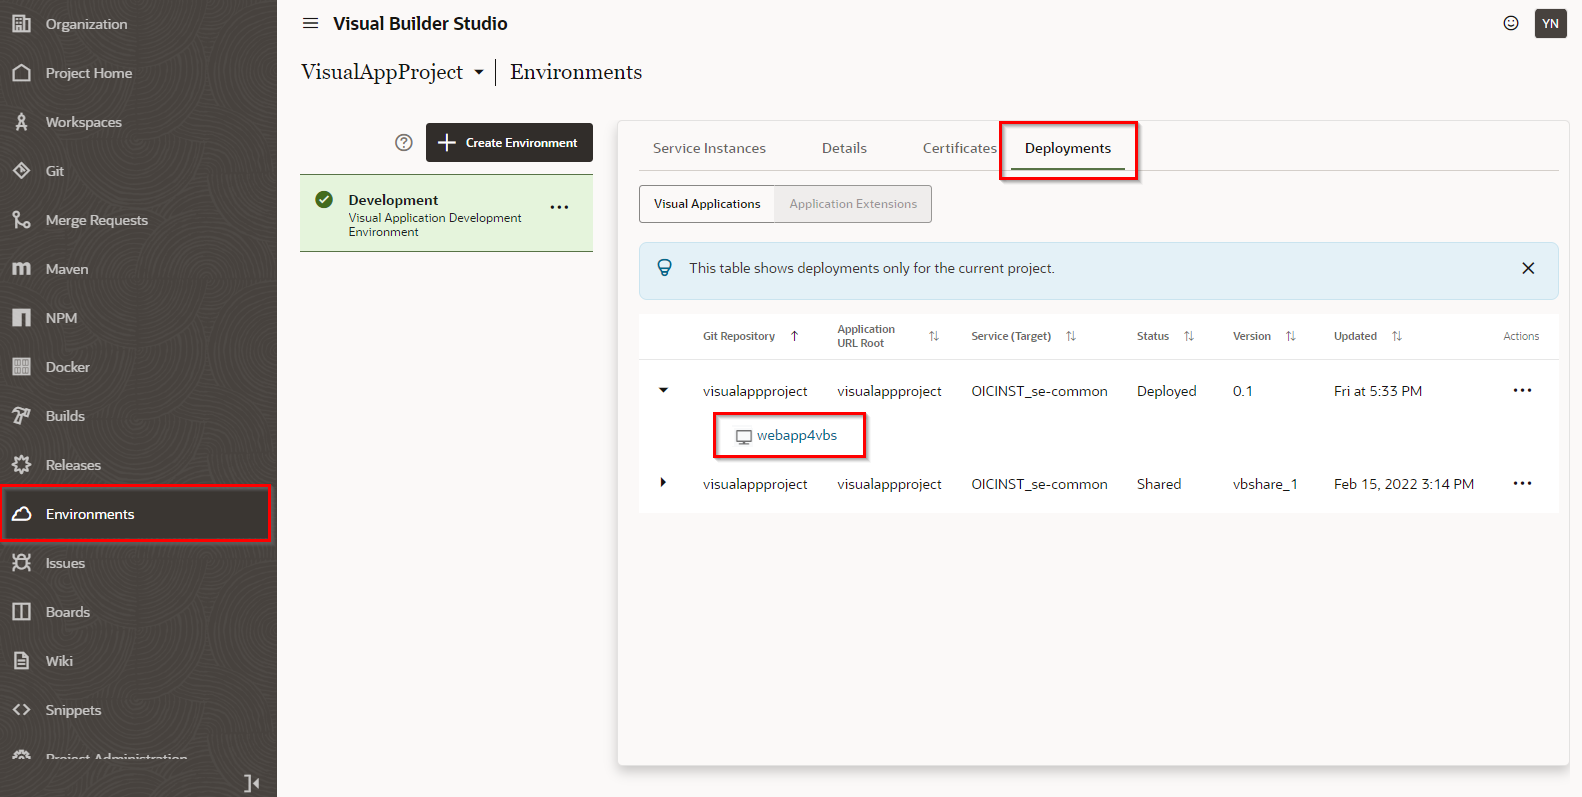 Organization
Project Home
Workspaces
Git
Merge Requests
Maven
NPM
Docker
Builds
Releases
Environments
Issues
Boards
Wiki
Snippets
Project Administration
Visual Builder Studio
YN
VisualAppProject
Environments
Create Environment
Development
Visual Application Development
Environment
Service Instances
Details
Certificates
Deployments
Visual Applications
Application Extensions
This table shows deployments only for the current project.
Git Repository
Application
URL Root
Service (Target)
Status
Version
Updated
Actions
visualappproject visualappproject OICINST_se-common Deployed 0.1 Fri at 5:33 PM
webapp4vbs
visualappproject visualappproject OICINST_se-common Shared vbshare_1 Feb 15, 2022 3:14 PM